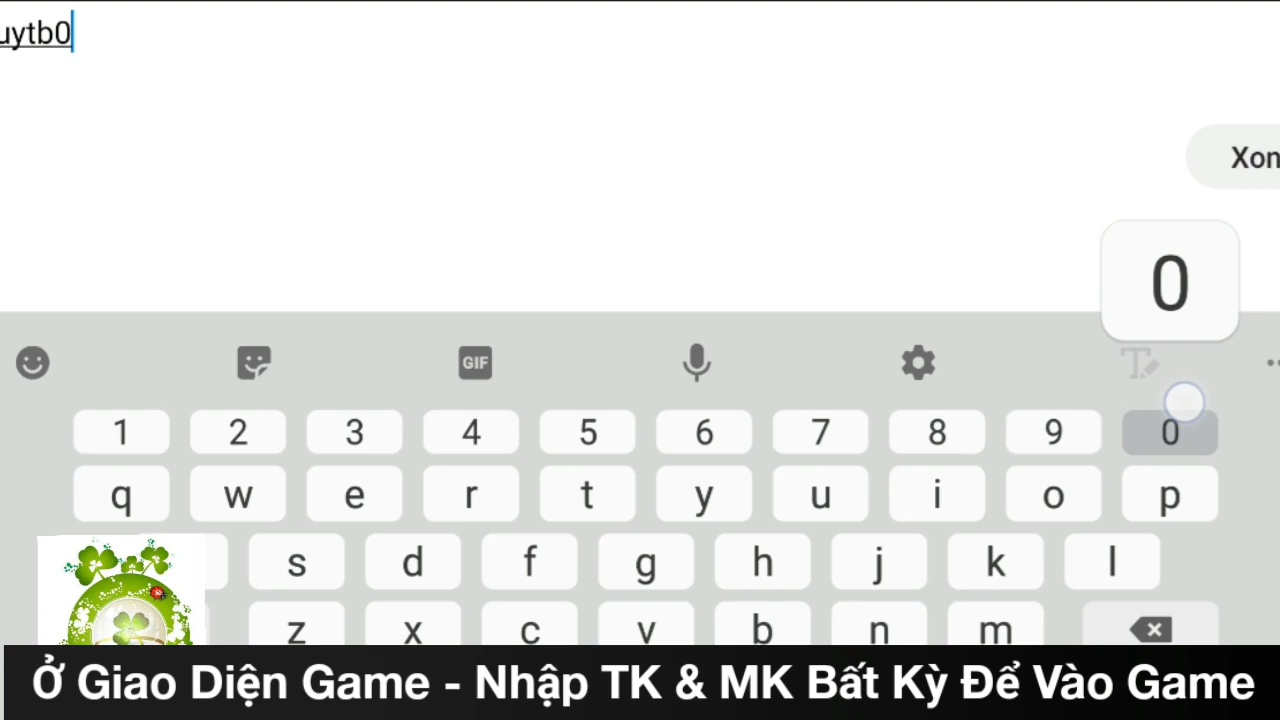 uytb0
Xon
0
GIF
1 2 3 4 5 6 7 8 9 0
q w e r t y u i o p
s d f g h j k l
z x c v b n m
Ở Giao Diện Game - Nhập TK & MK Bất Kỳ Để Vào Game